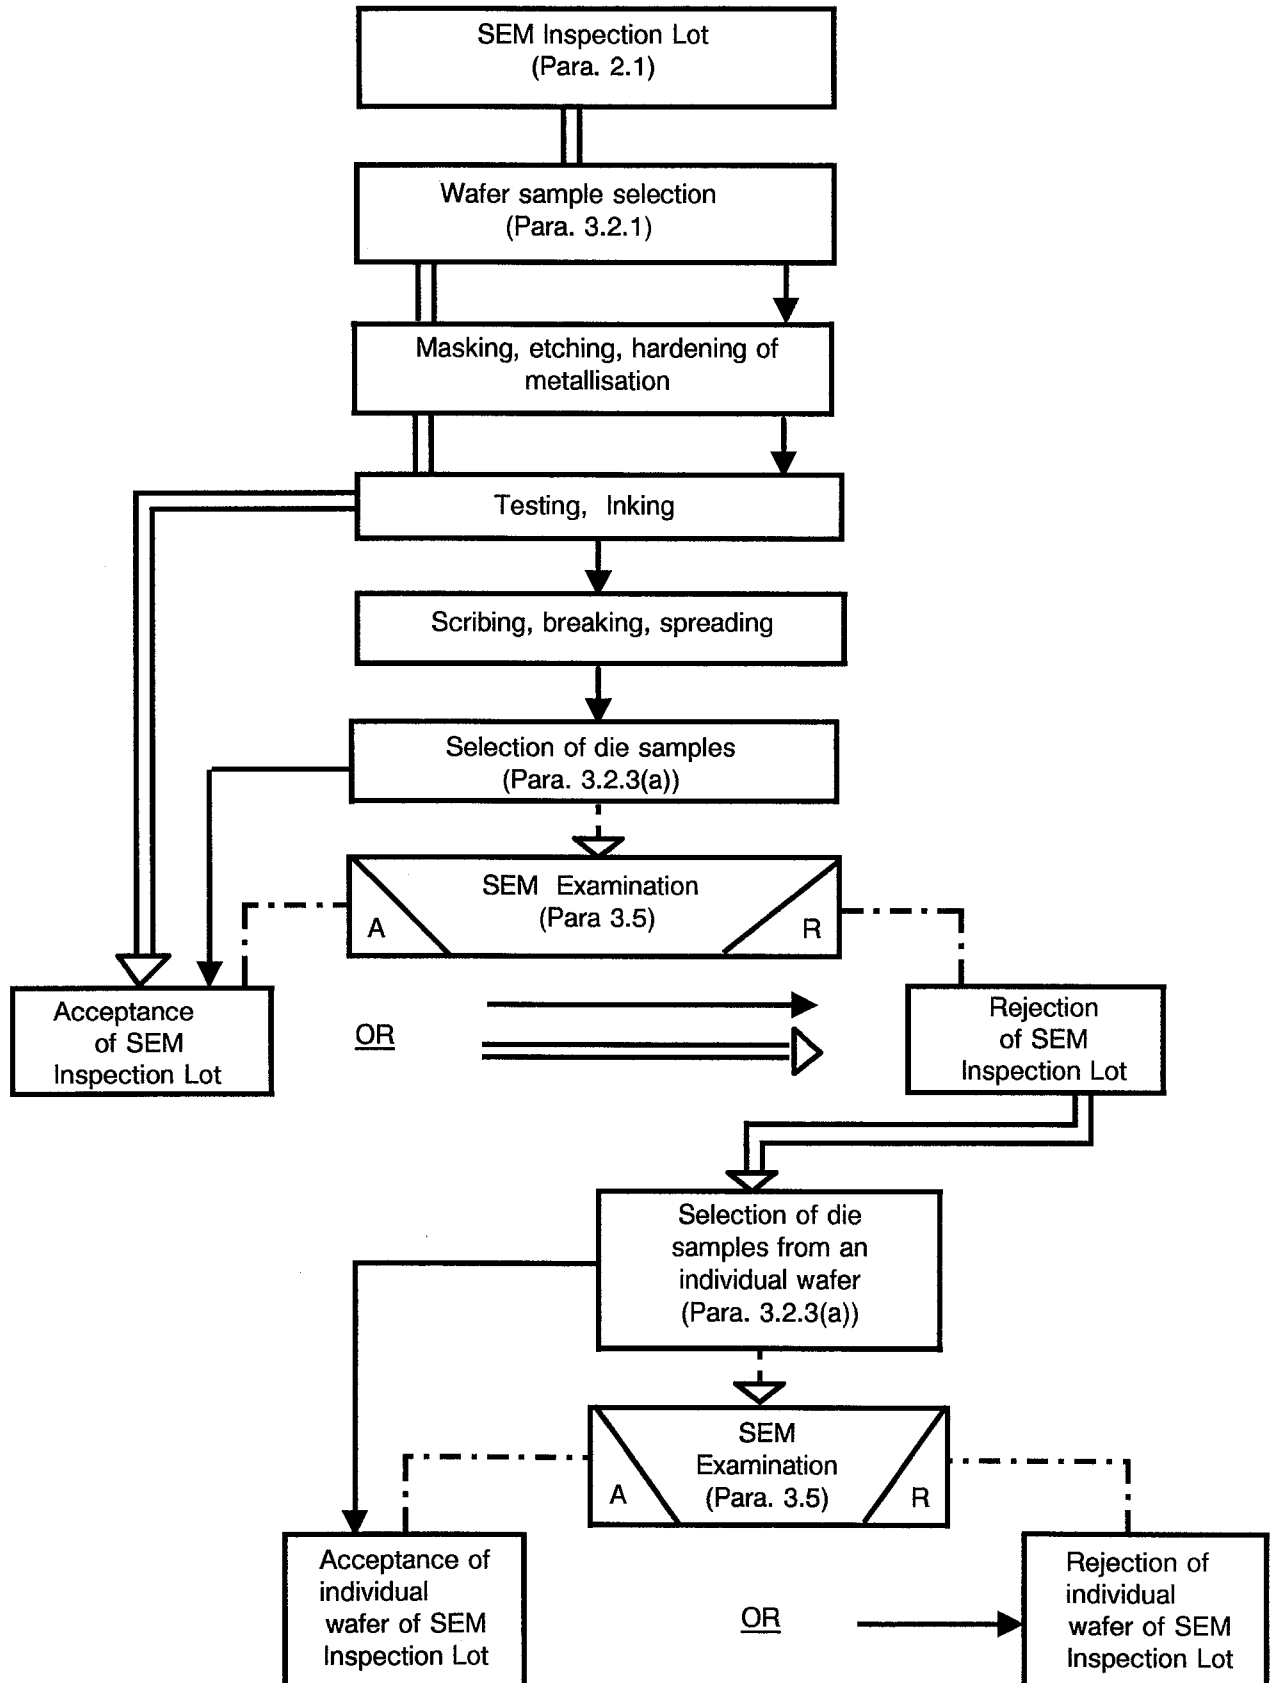 SEM Inspection Lot
(Para. 2.1)
Wafer sample selection
(Para. 3.2.1)
Masking, etching, hardening of
metallisation
Testing, Inking
Scribing, breaking, spreading
Selection of die samples
(Para. 3.2.3(a))
SEM Examination
(Para 3.5)
A
R
Acceptance
of SEM
Inspection Lot
OR
Rejection
of SEM
Inspection Lot
Selection of die
samples from an
individual wafer
(Para. 3.2.3(a))
SEM
Examination
(Para. 3.5)
A
R
Acceptance of
individual
wafer of SEM
Inspection Lot
OR
Rejection of
individual
wafer of SEM
Inspection Lot